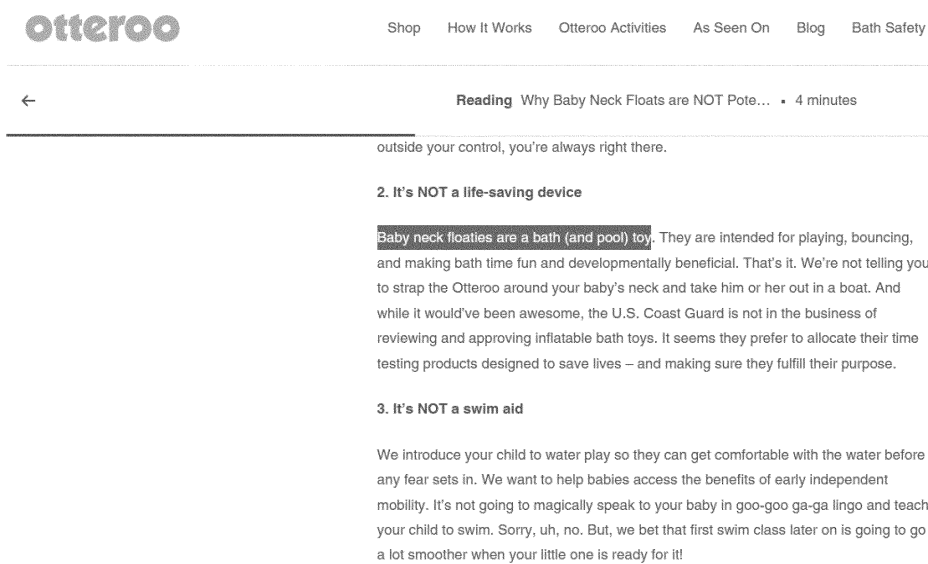 otteroo
Shop How It Works Otteroo Activities As Seen On Blog Bath Safety
← Reading Why Baby Neck Floats are NOT Pote... • 4 minutes
outside your control, you're always right there.
2. It's NOT a life-saving device
Baby neck floaties are a bath (and pool) toy. They are intended for playing, bouncing,
and making bath time fun and developmentally beneficial. That's it. We're not telling you
to strap the Otteroo around your baby's neck and take him or her out in a boat. And
while it would've been awesome, the U.S. Coast Guard is not in the business of
reviewing and approving inflatable bath toys. It seems they prefer to allocate their time
testing products designed to save lives – and making sure they fulfill their purpose.
3. It's NOT a swim aid
We introduce your child to water play so they can get comfortable with the water before
any fear sets in. We want to help babies access the benefits of early independent
mobility. It's not going to magically speak to your baby in goo-goo ga-ga lingo and teach
your child to swim. Sorry, uh, no. But, we bet that first swim class later on is going to go
a lot smoother when your little one is ready for it!